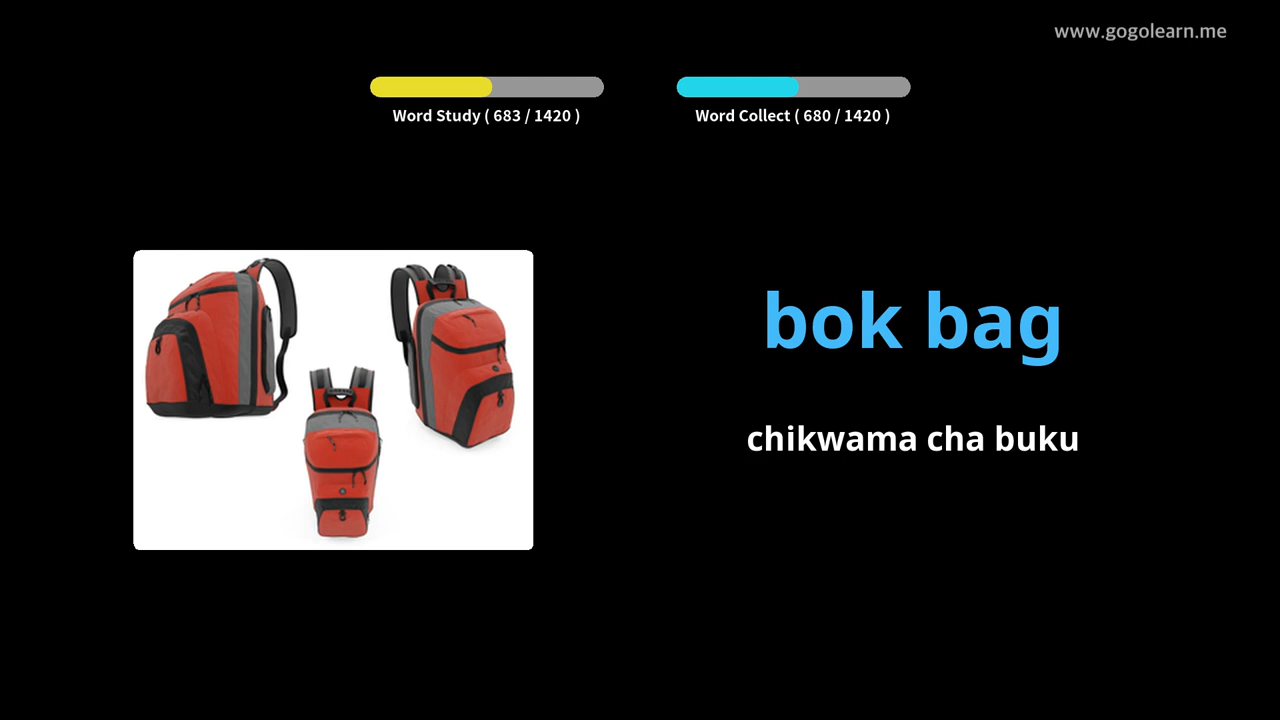 www.gogolearn.me
Word Study ( 683 / 1420 )
Word Collect ( 680 / 1420 )
bok bag
chikwama cha buku